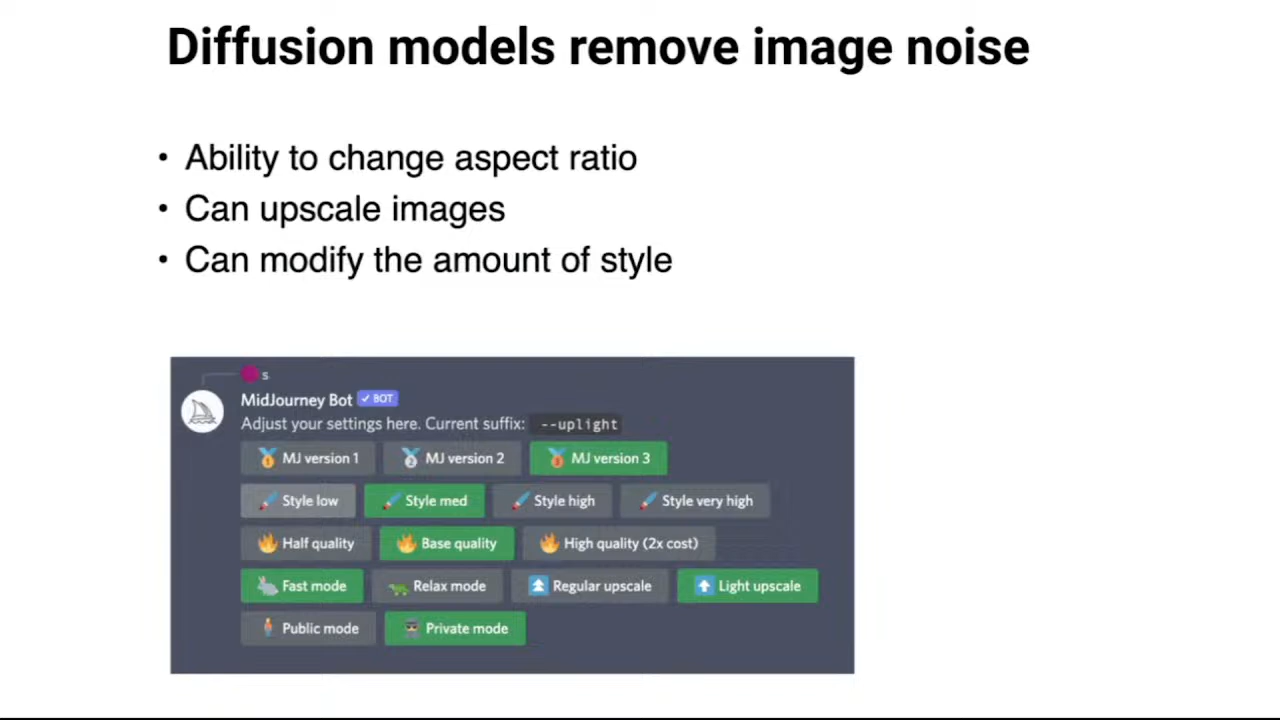 Diffusion models remove image noise
• Ability to change aspect ratio
• Can upscale images
• Can modify the amount of style
s
MidJourney Bot ✓ BOT
Adjust your settings here. Current suffix: --uplight
MJ version 1 MJ version 2 MJ version 3
Style low Style med Style high Style very high
Half quality Base quality High quality (2x cost)
Fast mode Relax mode Regular upscale Light upscale
Public mode Private mode